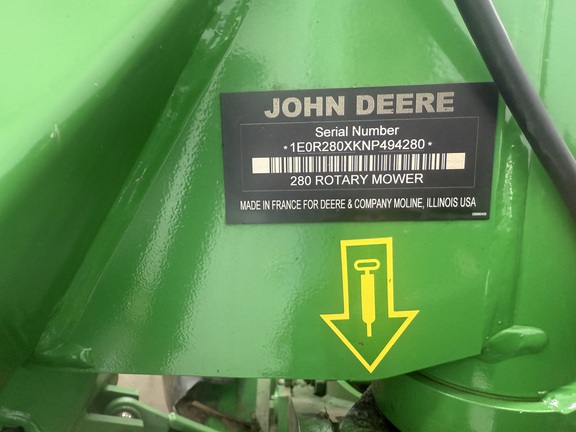 JOHN DEERE
Serial Number
*1E0R280XKNP494280*
280 ROTARY MOWER
MADE IN FRANCE FOR DEERE & COMPANY MOLINE, ILLINOIS USA